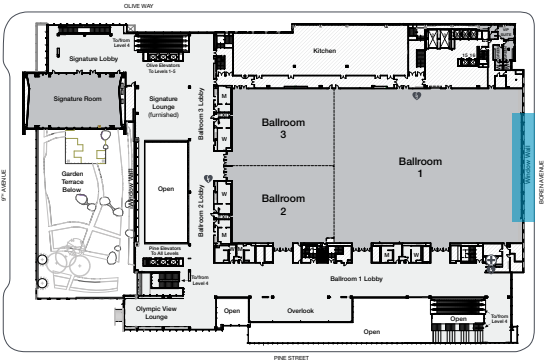 OLIVE WAY
To/from
Level 4
Signature Lobby
Olive Elevators
To Levels 1-5
Kitchen
15 16
Signature Room
Signature
Lounge
(furnished)
Ballroom 3 Lobby
M
W
Ballroom
3
Ballroom
1
Window Wall
BOREN AVENUE
9TH AVENUE
Garden
Terrace
Below
Window Wall
Open
Ballroom 2 Lobby
W
M
Ballroom
2
Pine Elevators
To All Levels
W
M
M
W
To/from
Level 4
Ballroom 1 Lobby
Olympic View
Lounge
Open
Overlook
Open
To/from
Level 4
Open
PINE STREET